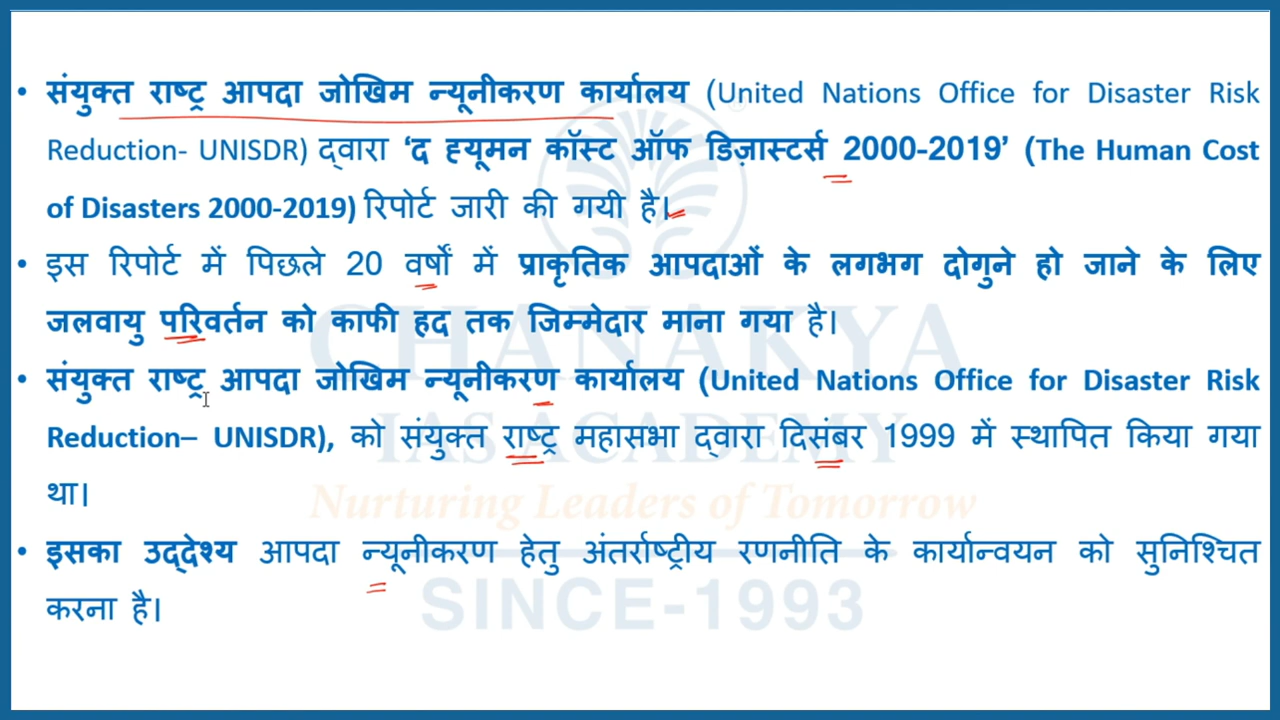 • संयुक्त राष्ट्र आपदा जोखिम न्यूनीकरण कार्यालय (United Nations Office for Disaster Risk
Reduction- UNISDR) द्वारा ‘द ह्यूमन कॉस्ट ऑफ डिज़ास्टर्स 2000-2019’ (The Human Cost
of Disasters 2000-2019) रिपोर्ट जारी की गयी है।
• इस रिपोर्ट में पिछले 20 वर्षों में प्राकृतिक आपदाओं के लगभग दोगुने हो जाने के लिए
जलवायु परिवर्तन को काफी हद तक जिम्मेदार माना गया है।
CHANAKYA
• संयुक्त राष्ट्र आपदा जोखिम न्यूनीकरण कार्यालय (United Nations Office for Disaster Risk
Reduction– UNISDR), को संयुक्त राष्ट्र महासभा द्वारा दिसंबर 1999 में स्थापित किया गया
IAS ACADEMY
था।
Nurturing Leaders of Tomorrow
• इसका उद्देश्य आपदा न्यूनीकरण हेतु अंतर्राष्ट्रीय रणनीति के कार्यान्वयन को सुनिश्चित
करना है।
SINCE-1993